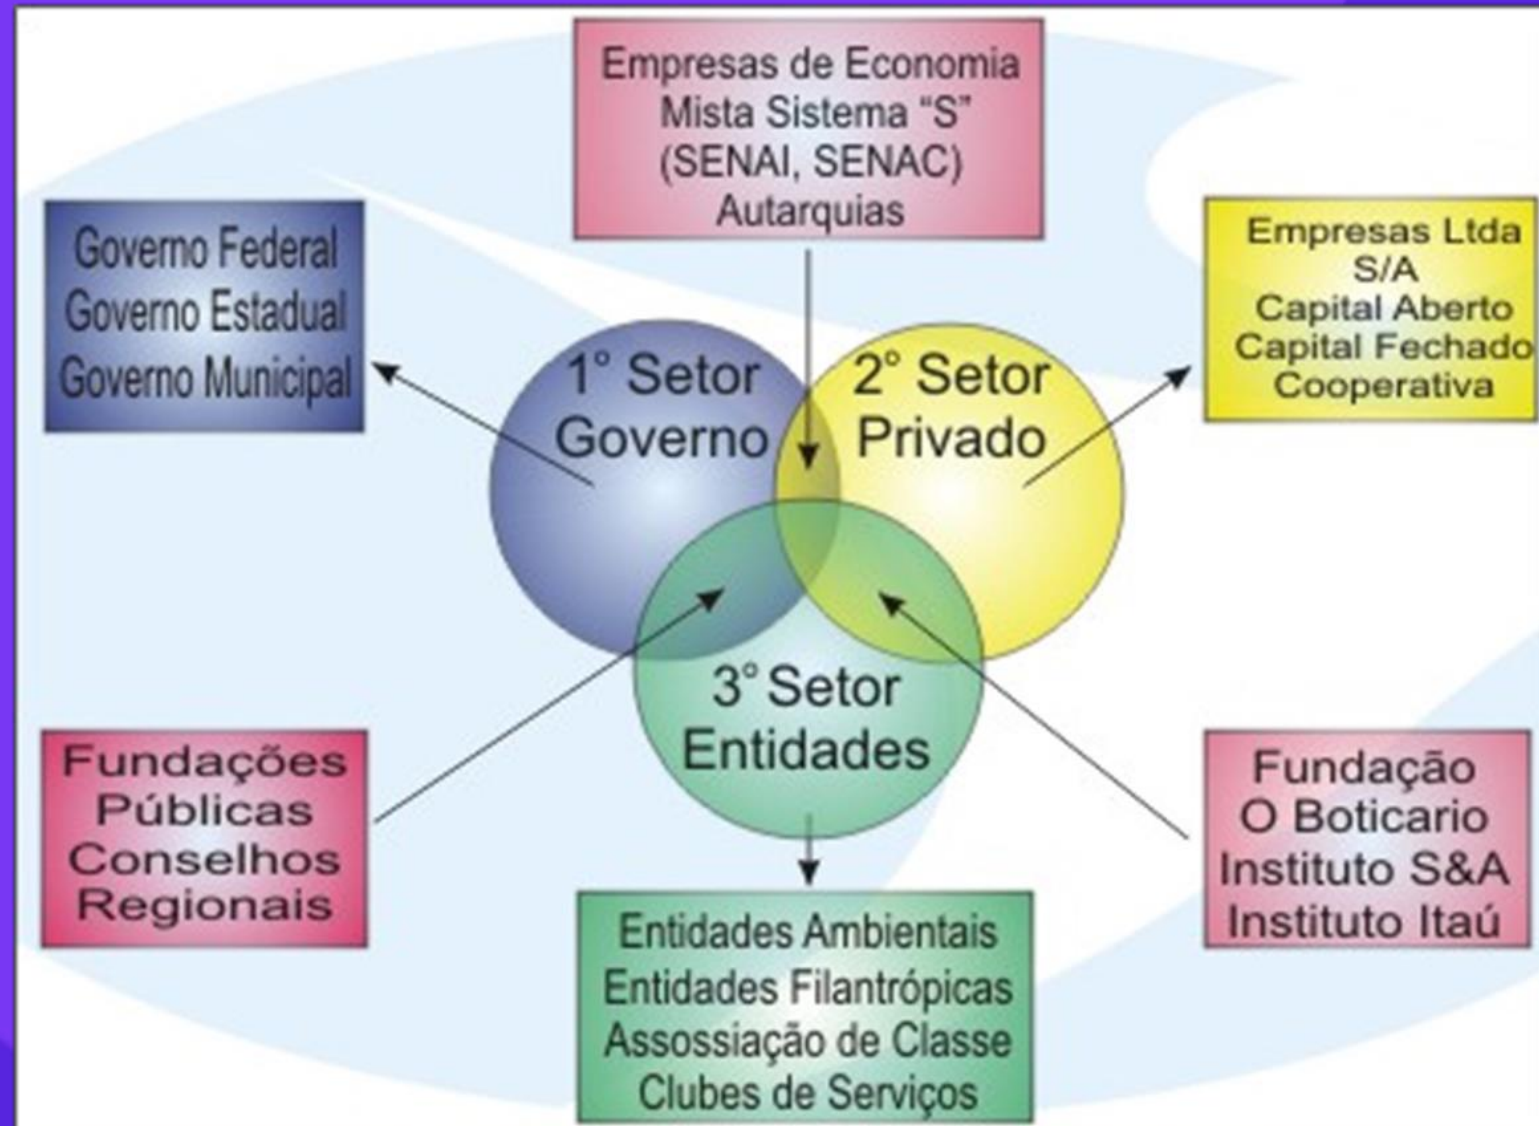 Empresas de Economia
Mista Sistema “S”
(SENAI, SENAC)
Autarquias
Governo Federal
Governo Estadual
Governo Municipal
Empresas Ltda
S/A
Capital Aberto
Capital Fechado
Cooperativa
1° Setor
Governo
2° Setor
Privado
3° Setor
Entidades
Fundações
Públicas
Conselhos
Regionais
Fundação
O Boticario
Instituto S&A
Instituto Itaú
Entidades Ambientais
Entidades Filantrópicas
Assossiação de Classe
Clubes de Serviços